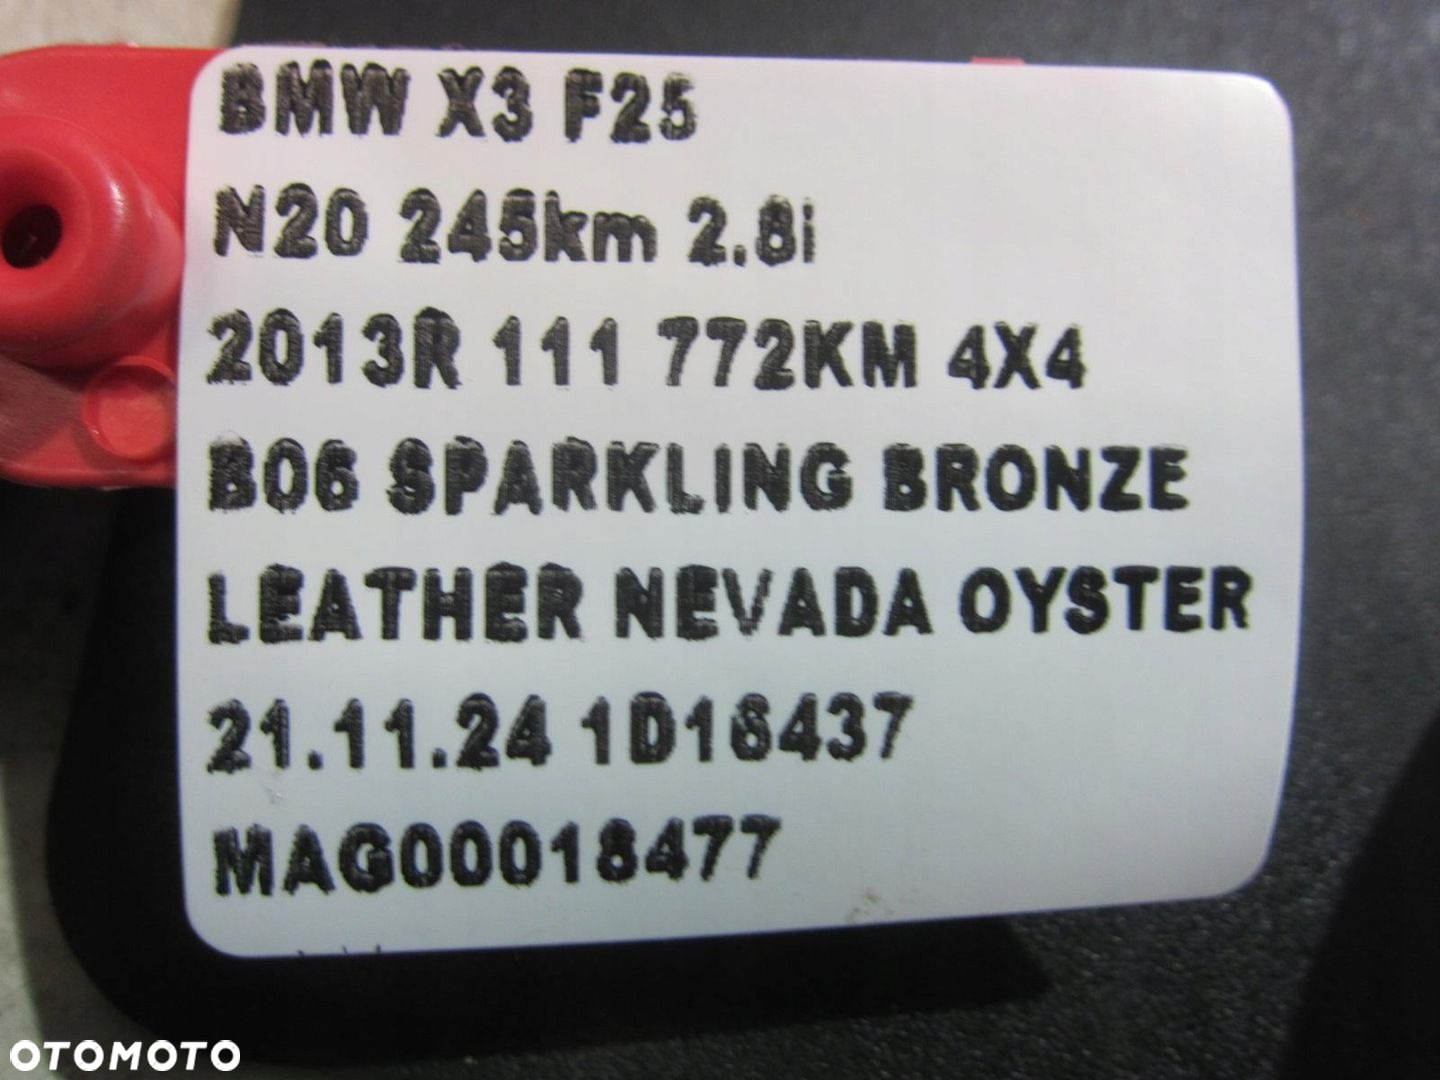 BMW X3 F25
N20 245km 2.8i
2013R 111 772KM 4X4
B06 SPARKLING BRONZE
LEATHER NEVADA OYSTER
21.11.24 1D16437
MAG00018477
OTOMOTO